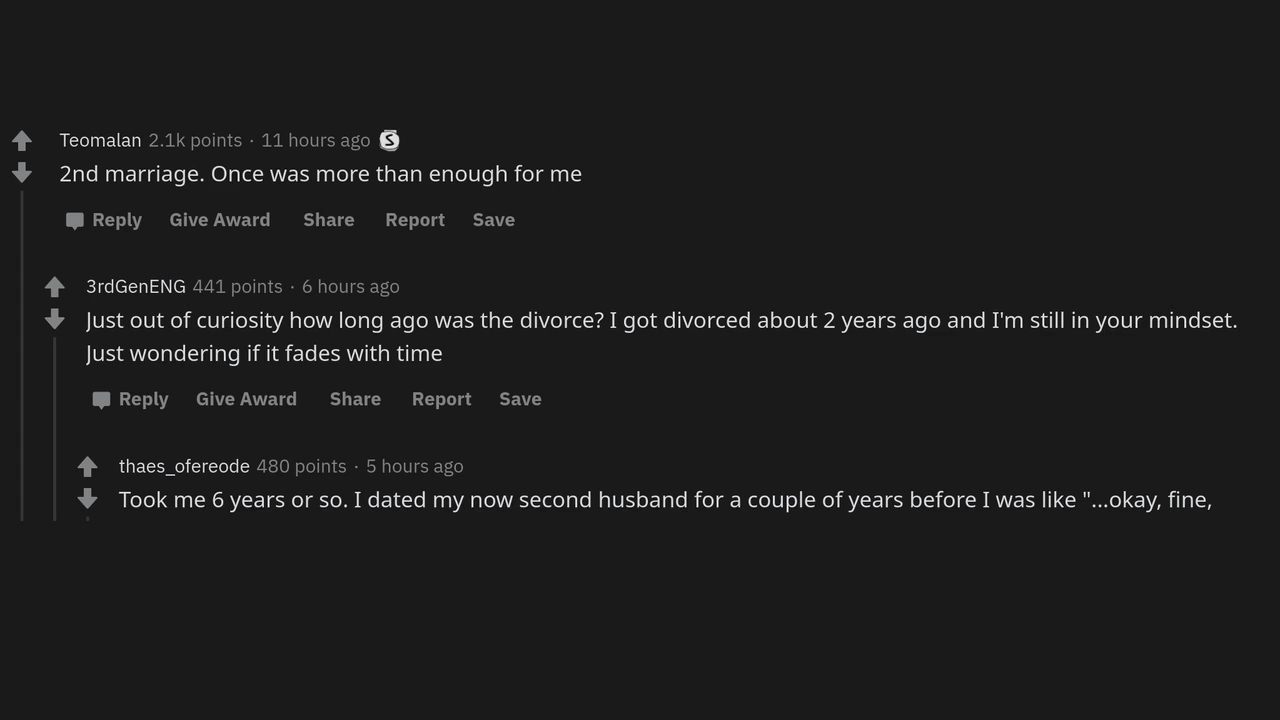 Teomalan 2.1k points · 11 hours ago S
2nd marriage. Once was more than enough for me
Reply Give Award Share Report Save
3rdGenENG 441 points · 6 hours ago
Just out of curiosity how long ago was the divorce? I got divorced about 2 years ago and I'm still in your mindset.
Just wondering if it fades with time
Reply Give Award Share Report Save
thaes_ofereode 480 points · 5 hours ago
Took me 6 years or so. I dated my now second husband for a couple of years before I was like "...okay, fine,